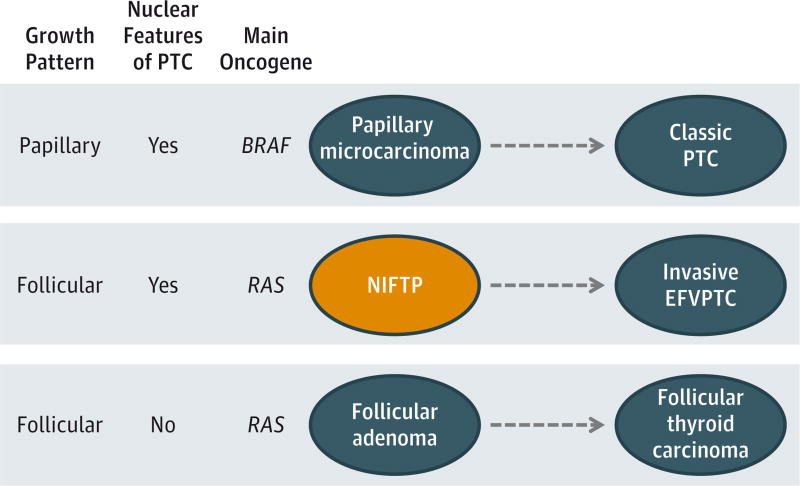 Growth
Pattern
Nuclear
Features
of PTC
Main
Oncogene
Papillary
Yes
BRAF
Papillary
microcarcinoma
Classic
PTC
Follicular
Yes
RAS
NIFTP
Invasive
EFVPTC
Follicular
No
RAS
Follicular
adenoma
Follicular
thyroid
carcinoma